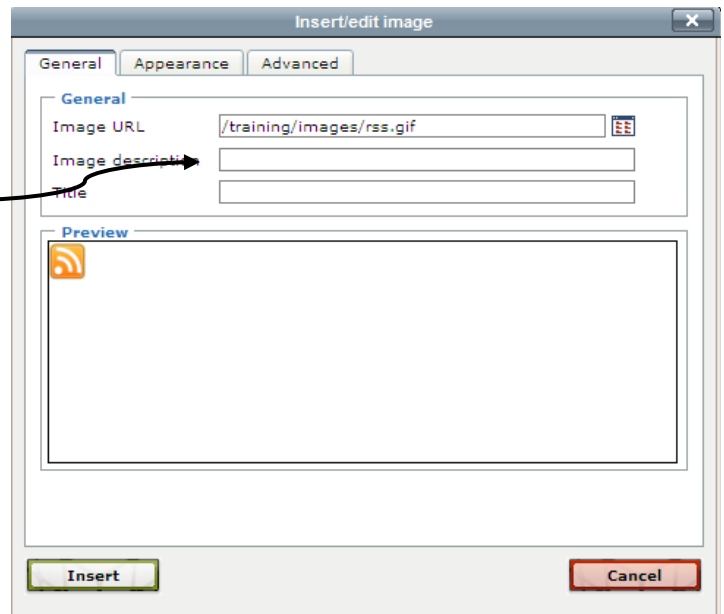 Insert/edit image
General Appearance Advanced
General
Image URL /training/images/rss.gif
Image description
Title
Preview
Insert Cancel